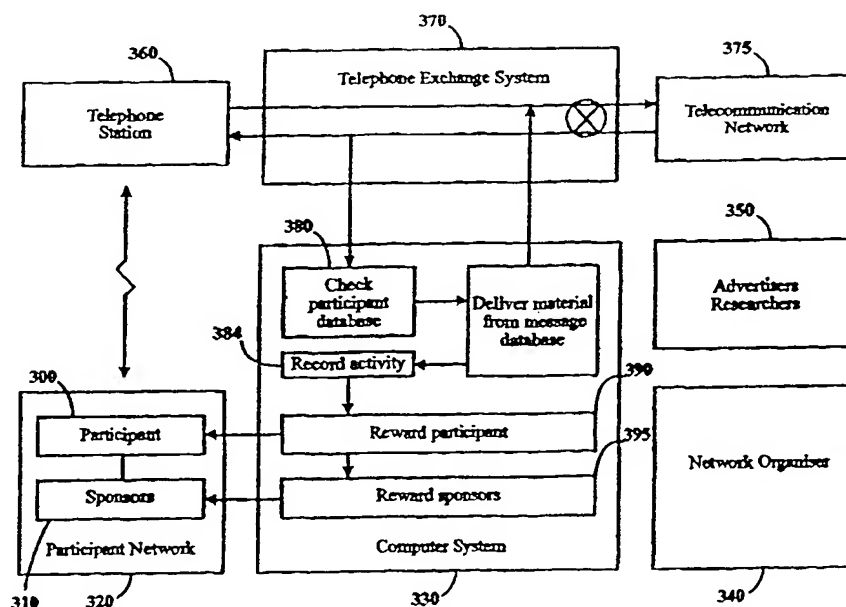 370
360
375
Telephone Exchange System
Telephone
Station
Telecommunication
Network
380
350
Check
participant
database
Deliver material
from message
database
Advertisers
Researchers
384
Record activity
300
390
Participant
Reward participant
395
Network Organiser
Sponsors
Reward sponsors
Participant Network
Computer System
310
320
330
340